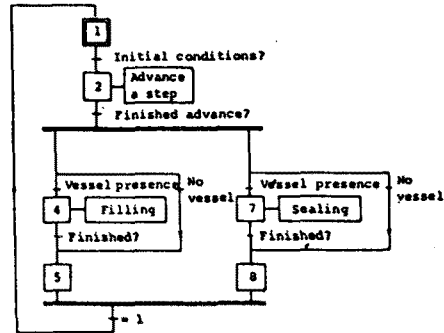 1
Initial conditions?
2
Advance
a step
Finished advance?
Vessel presence
No
vessel
4
Filling
Finished?
5
Vessel presence
No
vessel
7
Sealing
Finished?
8
= 1